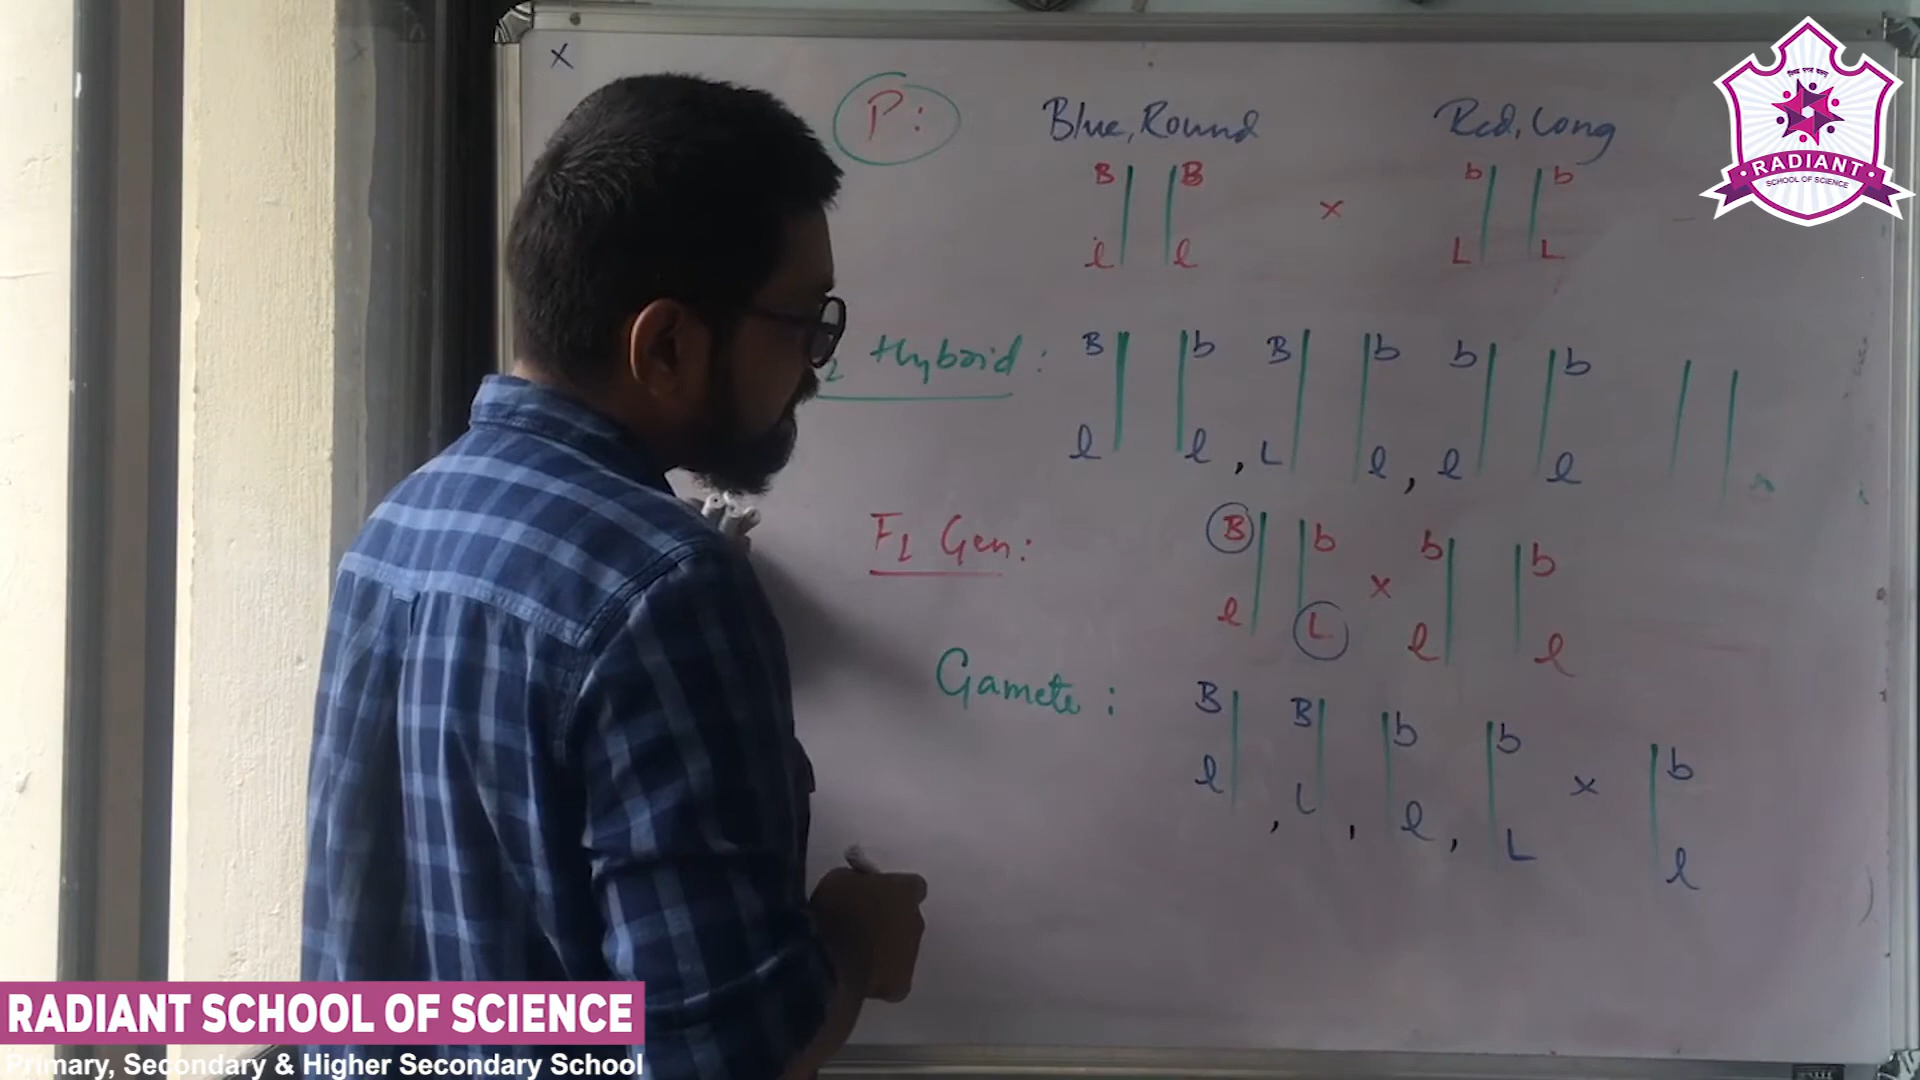 X
P: Blue, Round Red, Long
B B b b
x
l l L L
2 Hybrid: B b B b b b
l l, L l, l l
F1 Gen: B b b b
x
l L l l
Gamete: B B b b x b
l, L, l, L l
RADIANT
SCHOOL OF SCIENCE
RADIANT SCHOOL OF SCIENCE
Primary, Secondary & Higher Secondary School